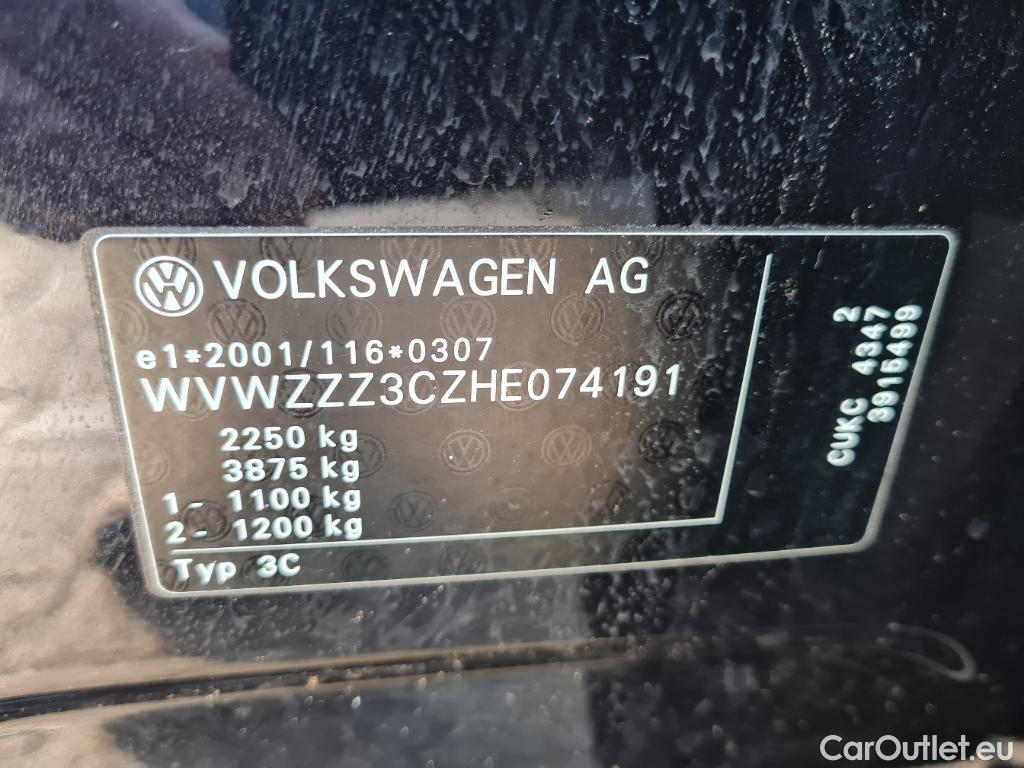 VOLKSWAGEN AG
e1*2001/116*0307
WVWZZZ3CZHE074191
2250 kg
3875 kg
1- 1100 kg
2- 1200 kg
Typ 3C
CUKC 4347 2
3915499
CarOutlet.eu